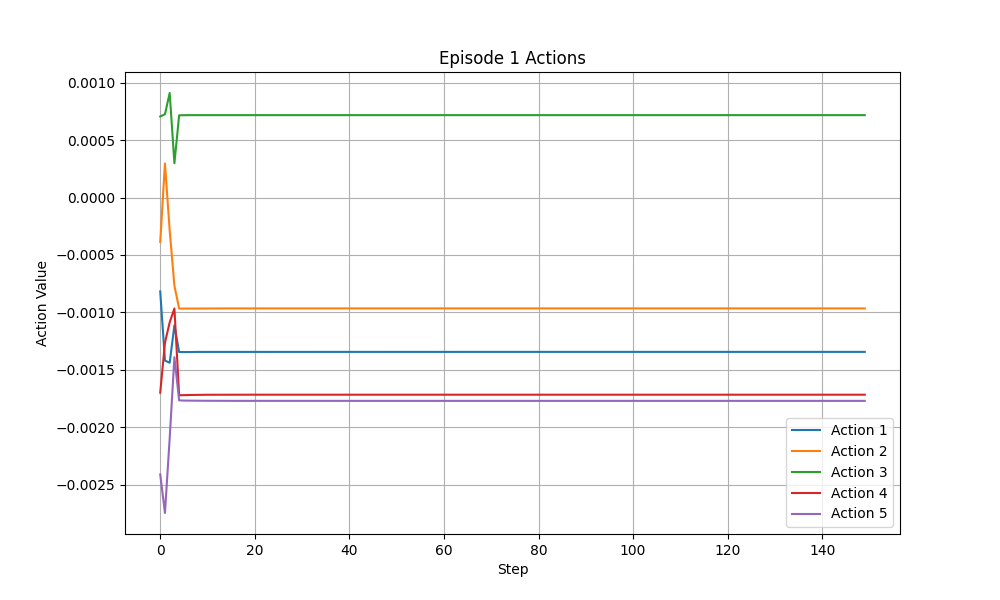 Episode 1 Actions
0.0010
0.0005
0.0000
−0.0005
−0.0010
−0.0015
−0.0020
−0.0025
Action Value
0 20 40 60 80 100 120 140
Step
Action 1
Action 2
Action 3
Action 4
Action 5